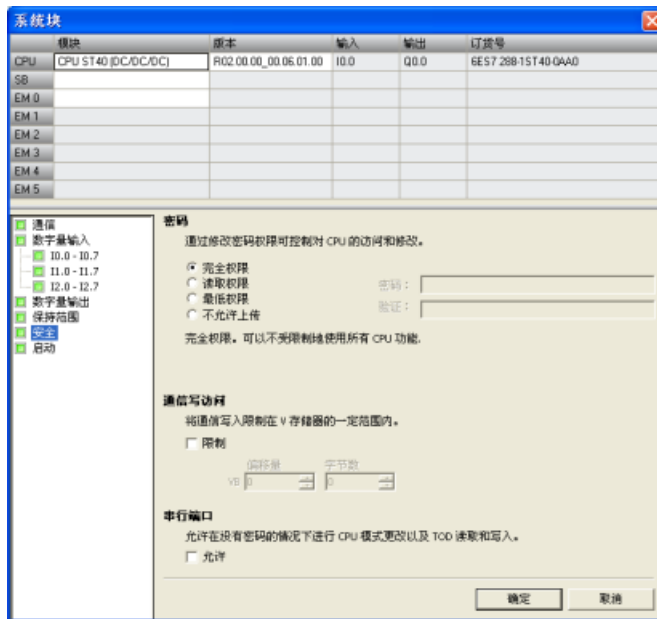 系统块
模块 版本 输入 输出 订货号
CPU CPU ST40 (DC/DC/DC) R02.00.00_00.06.01.00 I0.0 Q0.0 6ES7 288-1ST40-0AA0
SB
EM 0
EM 1
EM 2
EM 3
EM 4
EM 5
通信
数字量输入
I0.0 - I0.7
I1.0 - I1.7
I2.0 - I2.7
数字量输出
保持范围
安全
启动
密码
通过修改密码权限可控制对 CPU 的访问和修改。
完全权限
读取权限 密码：
最低权限 验证：
不允许上传
完全权限。可以不受限制地使用所有 CPU 功能.
通信写访问
将通信写入限制在 V 存储器的一定范围内。
限制
偏移量 字节数
VB 0 0
串行端口
允许在没有密码的情况下进行 CPU 模式更改以及 TOD 读取和写入。
允许
确定 取消